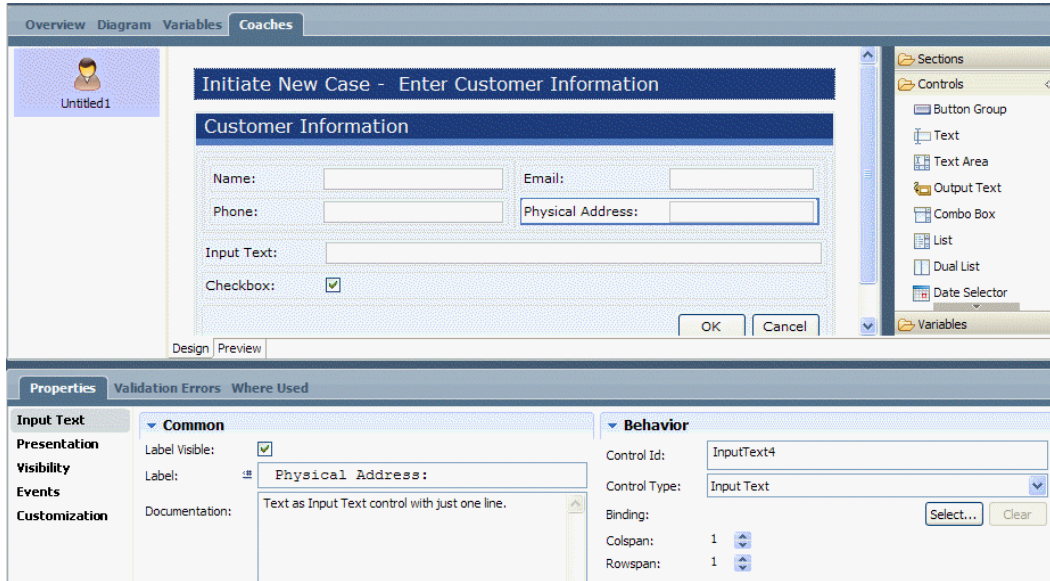 Overview Diagram Variables Coaches
Untitled1
Initiate New Case - Enter Customer Information
Customer Information
Name:
Email:
Phone:
Physical Address:
Input Text:
Checkbox:
OK Cancel
Design Preview
Sections
Controls
Button Group
Text
Text Area
Output Text
Combo Box
List
Dual List
Date Selector
Variables
Properties Validation Errors Where Used
Input Text
Presentation
Visibility
Events
Customization
Common
Label Visible:
Label: Physical Address:
Documentation: Text as Input Text control with just one line.
Behavior
Control Id: InputText4
Control Type: Input Text
Binding: Select... Clear
Colspan: 1
Rowspan: 1